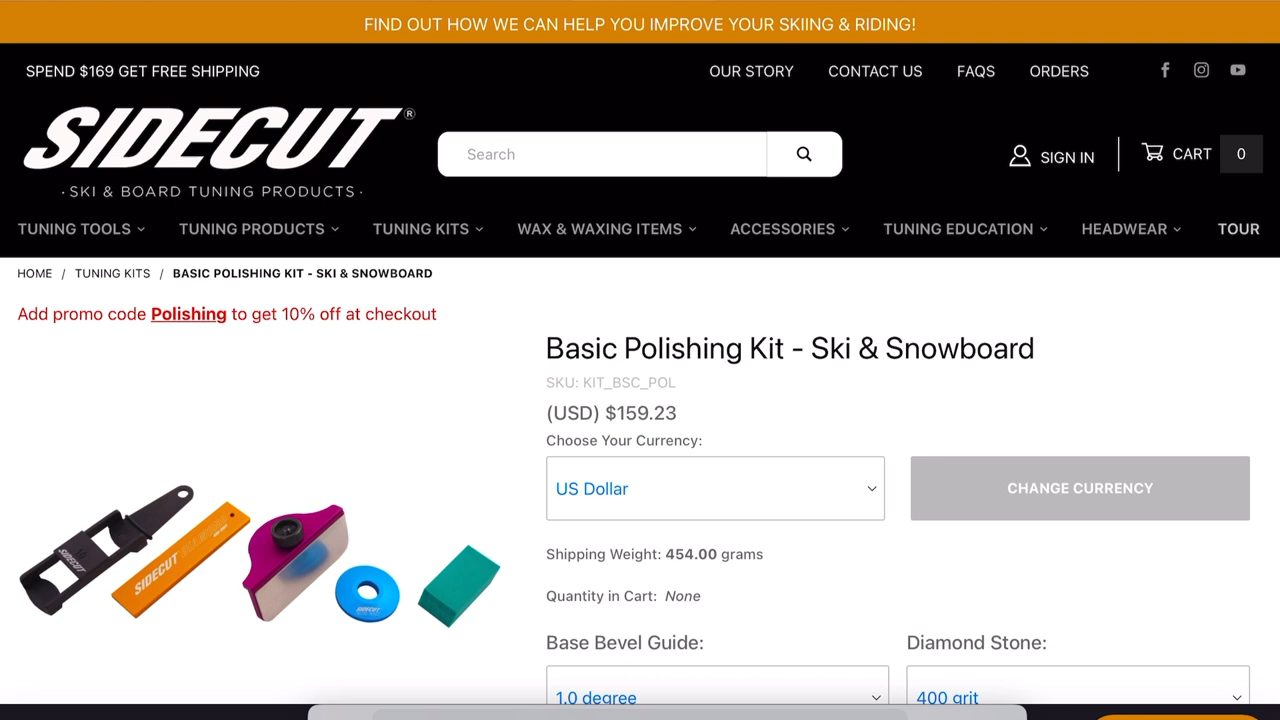 FIND OUT HOW WE CAN HELP YOU IMPROVE YOUR SKIING & RIDING!
SPEND $169 GET FREE SHIPPING
OUR STORY CONTACT US FAQS ORDERS
SIDECUT®
·SKI & BOARD TUNING PRODUCTS·
Search
SIGN IN
CART 0
TUNING TOOLS TUNING PRODUCTS TUNING KITS WAX & WAXING ITEMS ACCESSORIES TUNING EDUCATION HEADWEAR TOUR
HOME / TUNING KITS / BASIC POLISHING KIT - SKI & SNOWBOARD
Add promo code Polishing to get 10% off at checkout
Basic Polishing Kit - Ski & Snowboard
SKU: KIT_BSC_POL
(USD) $159.23
Choose Your Currency:
US Dollar
CHANGE CURRENCY
Shipping Weight: 454.00 grams
Quantity in Cart: None
Base Bevel Guide:
Diamond Stone:
1.0 degree
400 grit
SIDECUT
SIDECUT
SIDECUT